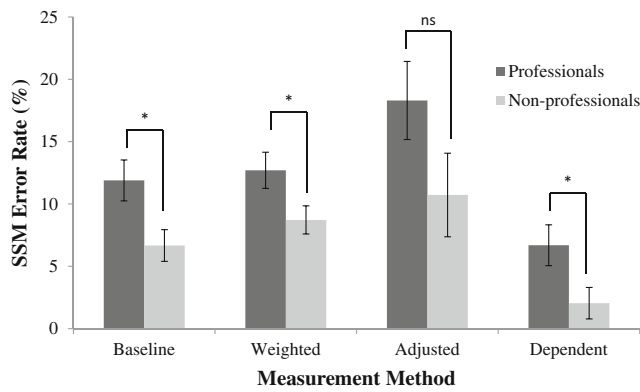 SSM Error Rate (%)
25
20
15
10
5
0
*
*
ns
*
Professionals
Non-professionals
Baseline
Weighted
Adjusted
Dependent
Measurement Method